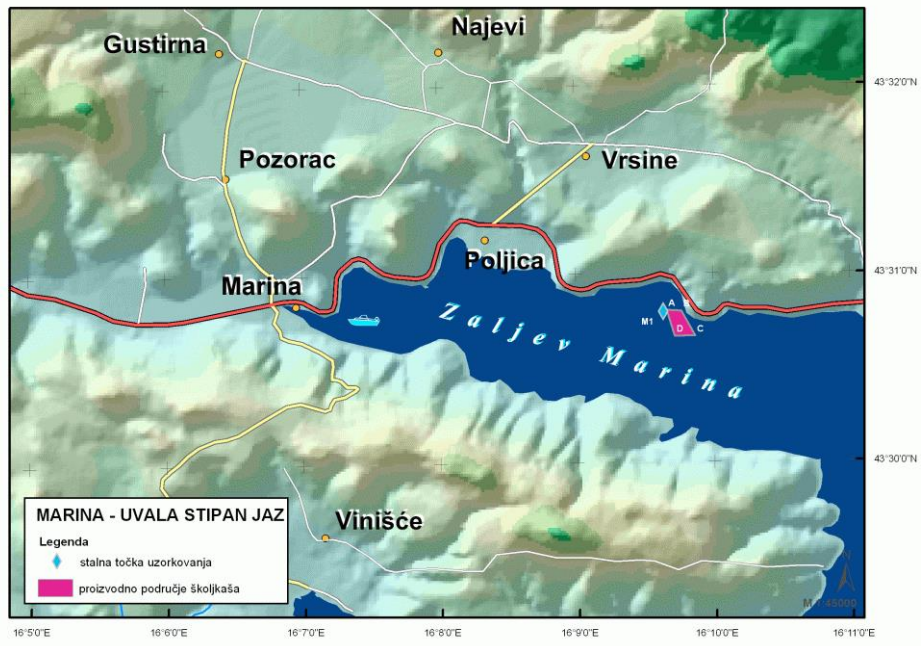 Najevi
Gustirna
43°32'0"N
Pozorac
Vrsine
Poljica
43°31'0"N
Marina
A
M1
D
C
Zaljev Marina
43°30'0"N
MARINA - UVALA STIPAN JAZ
Legenda
stalna točka uzorkovanja
proizvodno područje školjkaša
Vinišće
N
M 1:45000
16°5'0"E
16°6'0"E
16°7'0"E
16°8'0"E
16°9'0"E
16°10'0"E
16°11'0"E